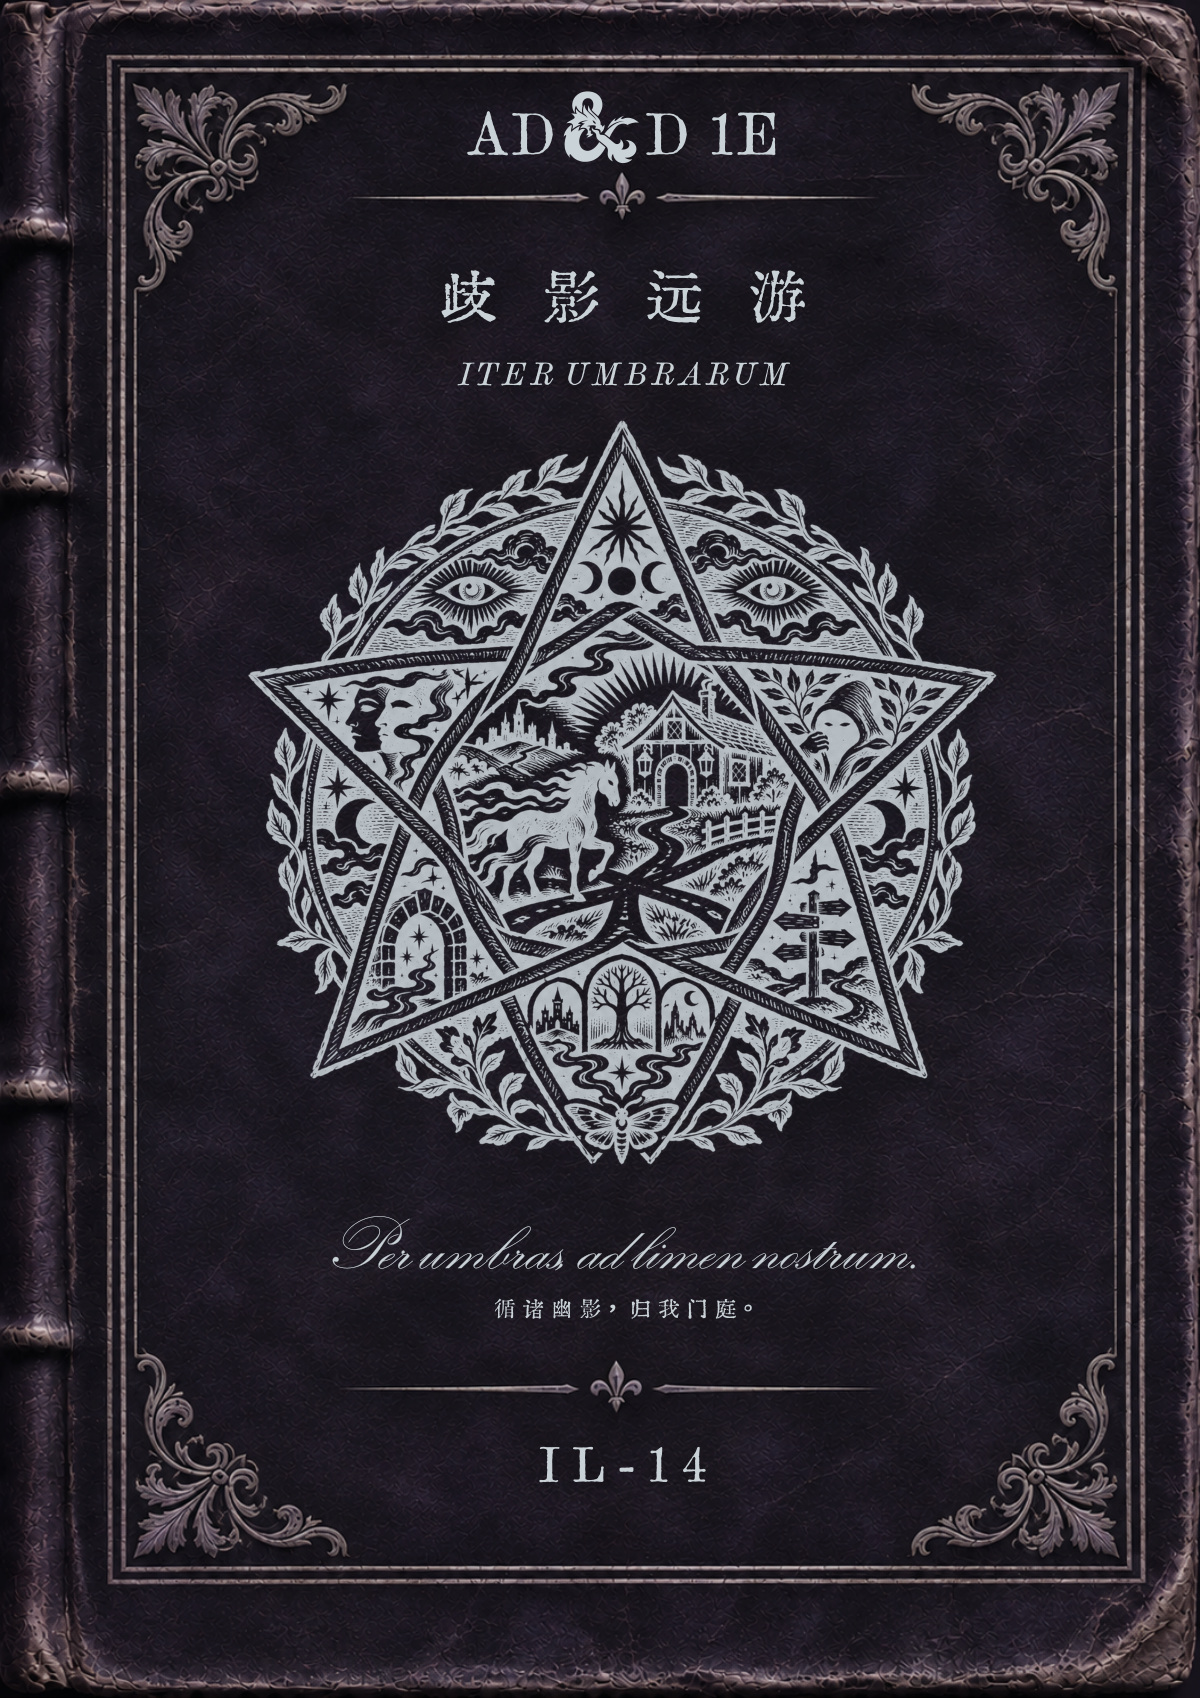 AD&D 1E
歧影远游
ITER UMBRARUM
Per umbras, ad limen nostrum.
循诸幽影，归我门庭。
IL-14